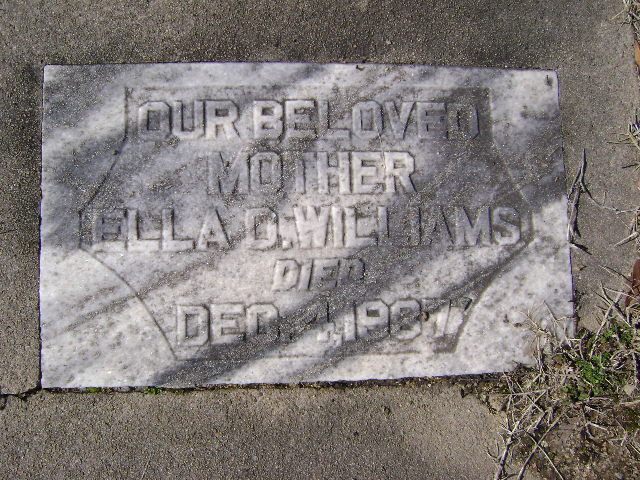 OUR BELOVED
MOTHER
ELLA D. WILLIAMS
DIED
DEC. 4, 1937